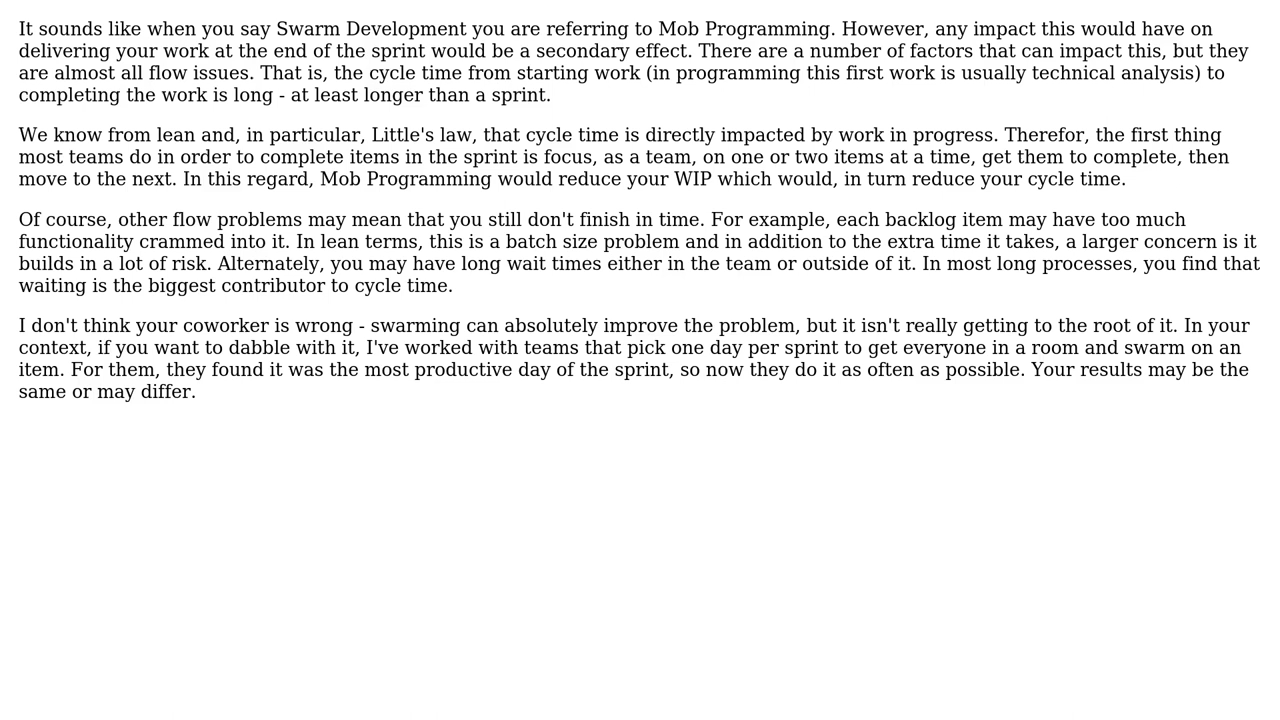 It sounds like when you say Swarm Development you are referring to Mob Programming. However, any impact this would have on
delivering your work at the end of the sprint would be a secondary effect. There are a number of factors that can impact this, but they
are almost all flow issues. That is, the cycle time from starting work (in programming this first work is usually technical analysis) to
completing the work is long - at least longer than a sprint.
We know from lean and, in particular, Little's law, that cycle time is directly impacted by work in progress. Therefor, the first thing
most teams do in order to complete items in the sprint is focus, as a team, on one or two items at a time, get them to complete, then
move to the next. In this regard, Mob Programming would reduce your WIP which would, in turn reduce your cycle time.
Of course, other flow problems may mean that you still don't finish in time. For example, each backlog item may have too much
functionality crammed into it. In lean terms, this is a batch size problem and in addition to the extra time it takes, a larger concern is it
builds in a lot of risk. Alternately, you may have long wait times either in the team or outside of it. In most long processes, you find that
waiting is the biggest contributor to cycle time.
I don't think your coworker is wrong - swarming can absolutely improve the problem, but it isn't really getting to the root of it. In your
context, if you want to dabble with it, I've worked with teams that pick one day per sprint to get everyone in a room and swarm on an
item. For them, they found it was the most productive day of the sprint, so now they do it as often as possible. Your results may be the
same or may differ.